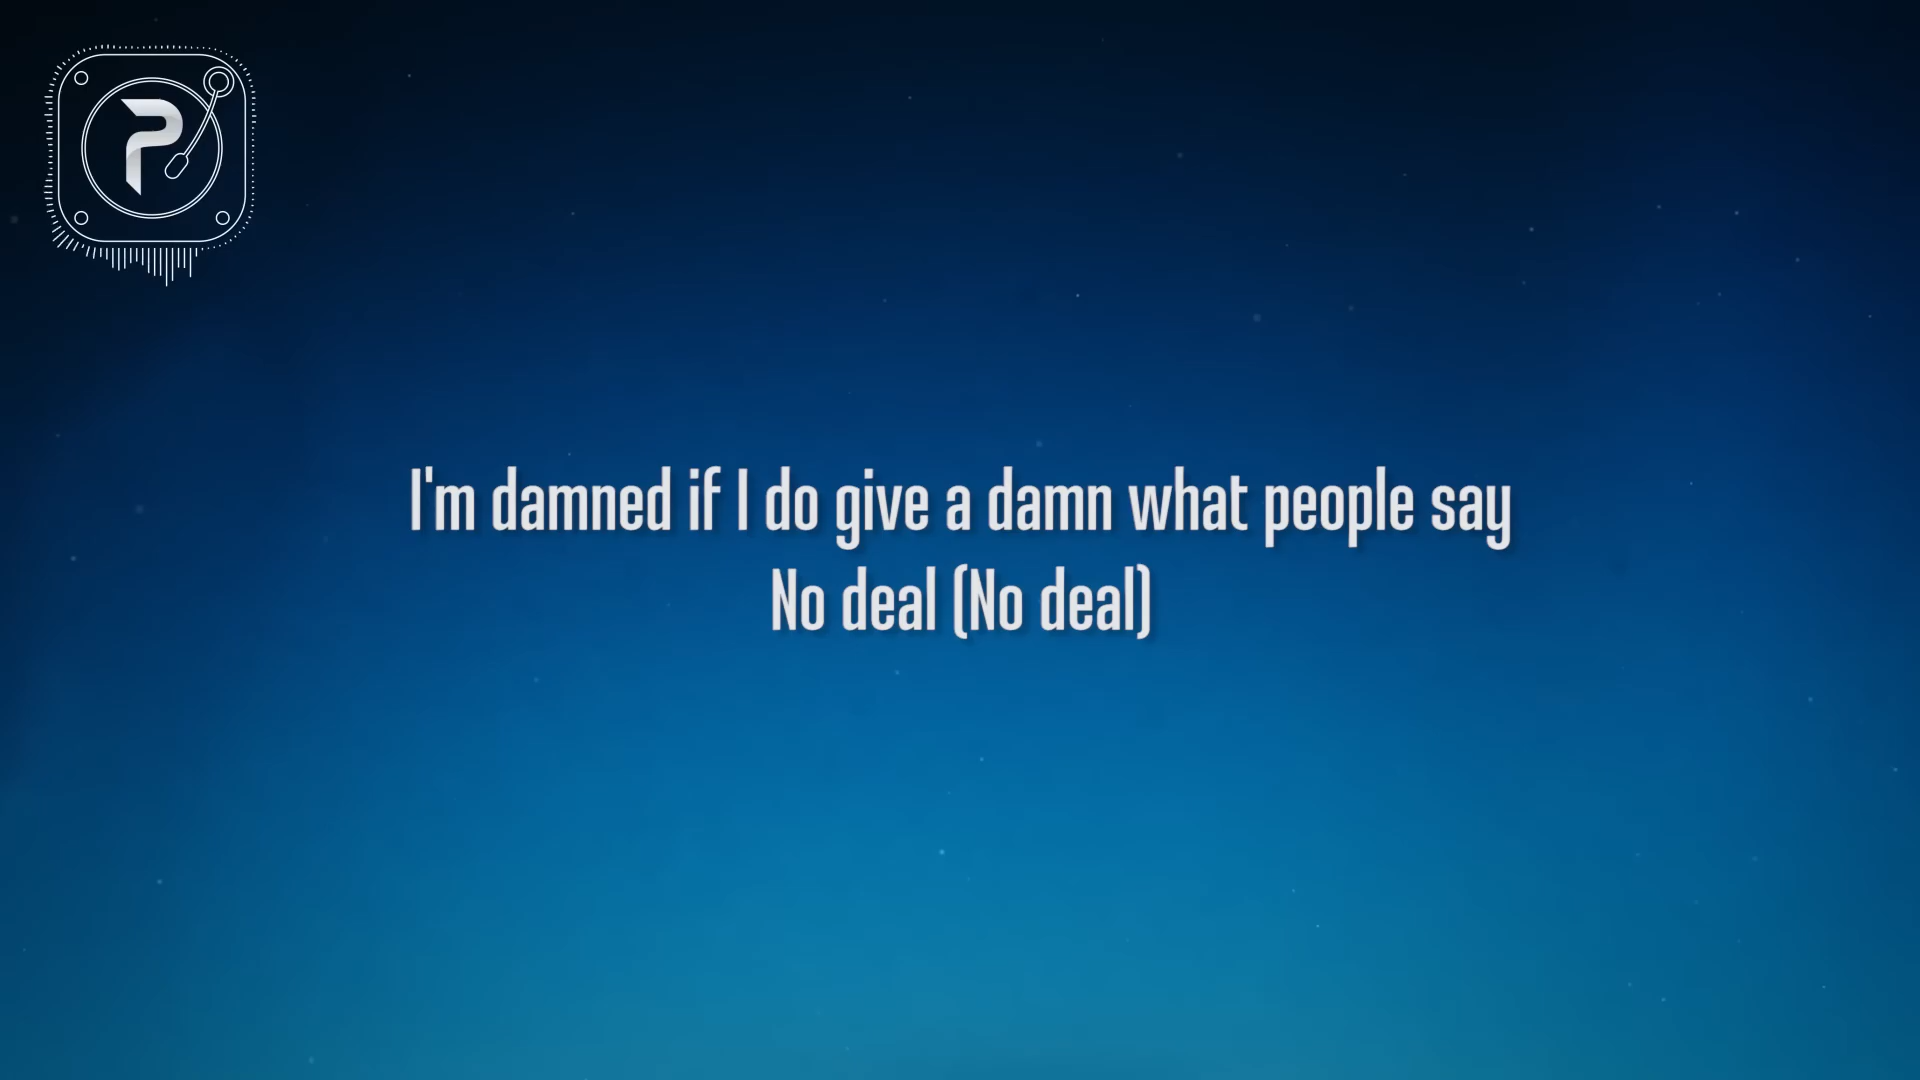 P
I'm damned if I do give a damn what people say
No deal (No deal)